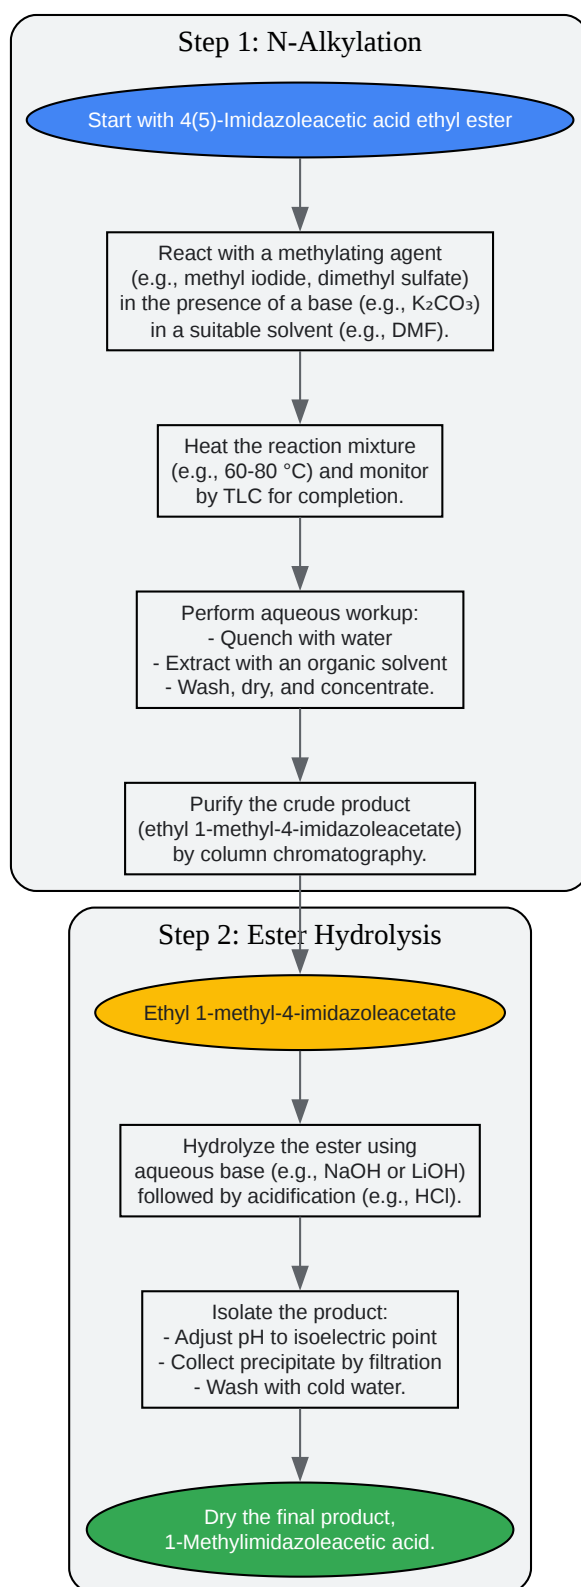 Step 1: N-Alkylation
Start with 4(5)-Imidazoleacetic acid ethyl ester
React with a methylating agent
(e.g., methyl iodide, dimethyl sulfate)
in the presence of a base (e.g., K₂CO₃)
in a suitable solvent (e.g., DMF).
Heat the reaction mixture
(e.g., 60-80 °C) and monitor
by TLC for completion.
Perform aqueous workup:
- Quench with water
- Extract with an organic solvent
- Wash, dry, and concentrate.
Purify the crude product
(ethyl 1-methyl-4-imidazoleacetate)
by column chromatography.
Step 2: Ester Hydrolysis
Ethyl 1-methyl-4-imidazoleacetate
Hydrolyze the ester using
aqueous base (e.g., NaOH or LiOH)
followed by acidification (e.g., HCl).
Isolate the product:
- Adjust pH to isoelectric point
- Collect precipitate by filtration
- Wash with cold water.
Dry the final product,
1-Methylimidazoleacetic acid.